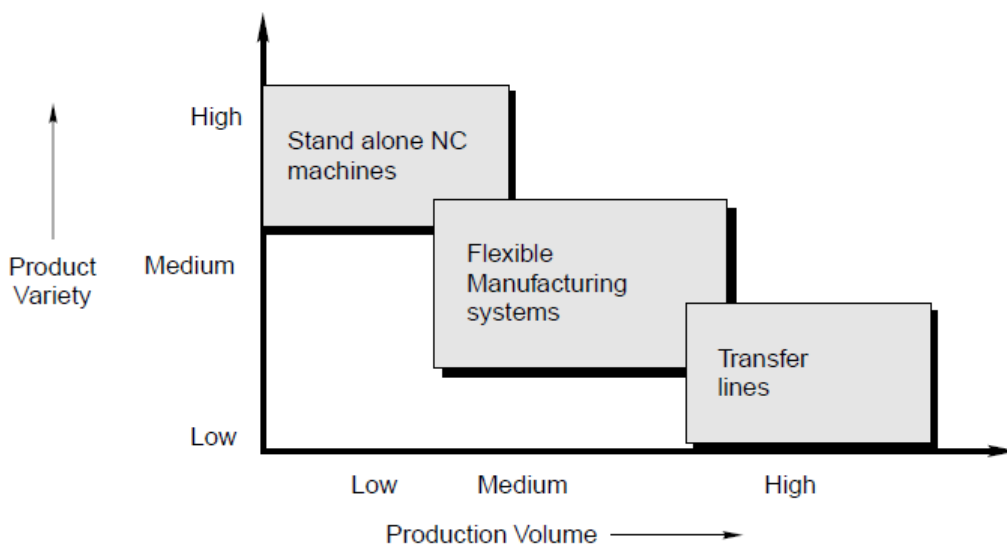 High
Stand alone NC
machines
Product
Variety
Medium
Flexible
Manufacturing
systems
Transfer
lines
Low
Low
Medium
High
Production Volume